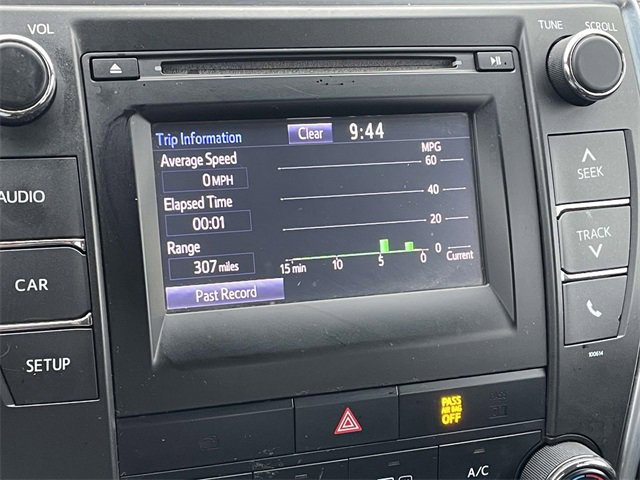 VOL
TUNE SCROLL
AUDIO
CAR
SETUP
Trip Information
Clear
9:44
Average Speed
0 MPH
Elapsed Time
00:01
Range
307 miles
Past Record
MPG
60
40
20
0
15 min 10 5 0 Current
SEEK
TRACK
100614
PASS
AIR BAG
OFF
A/C